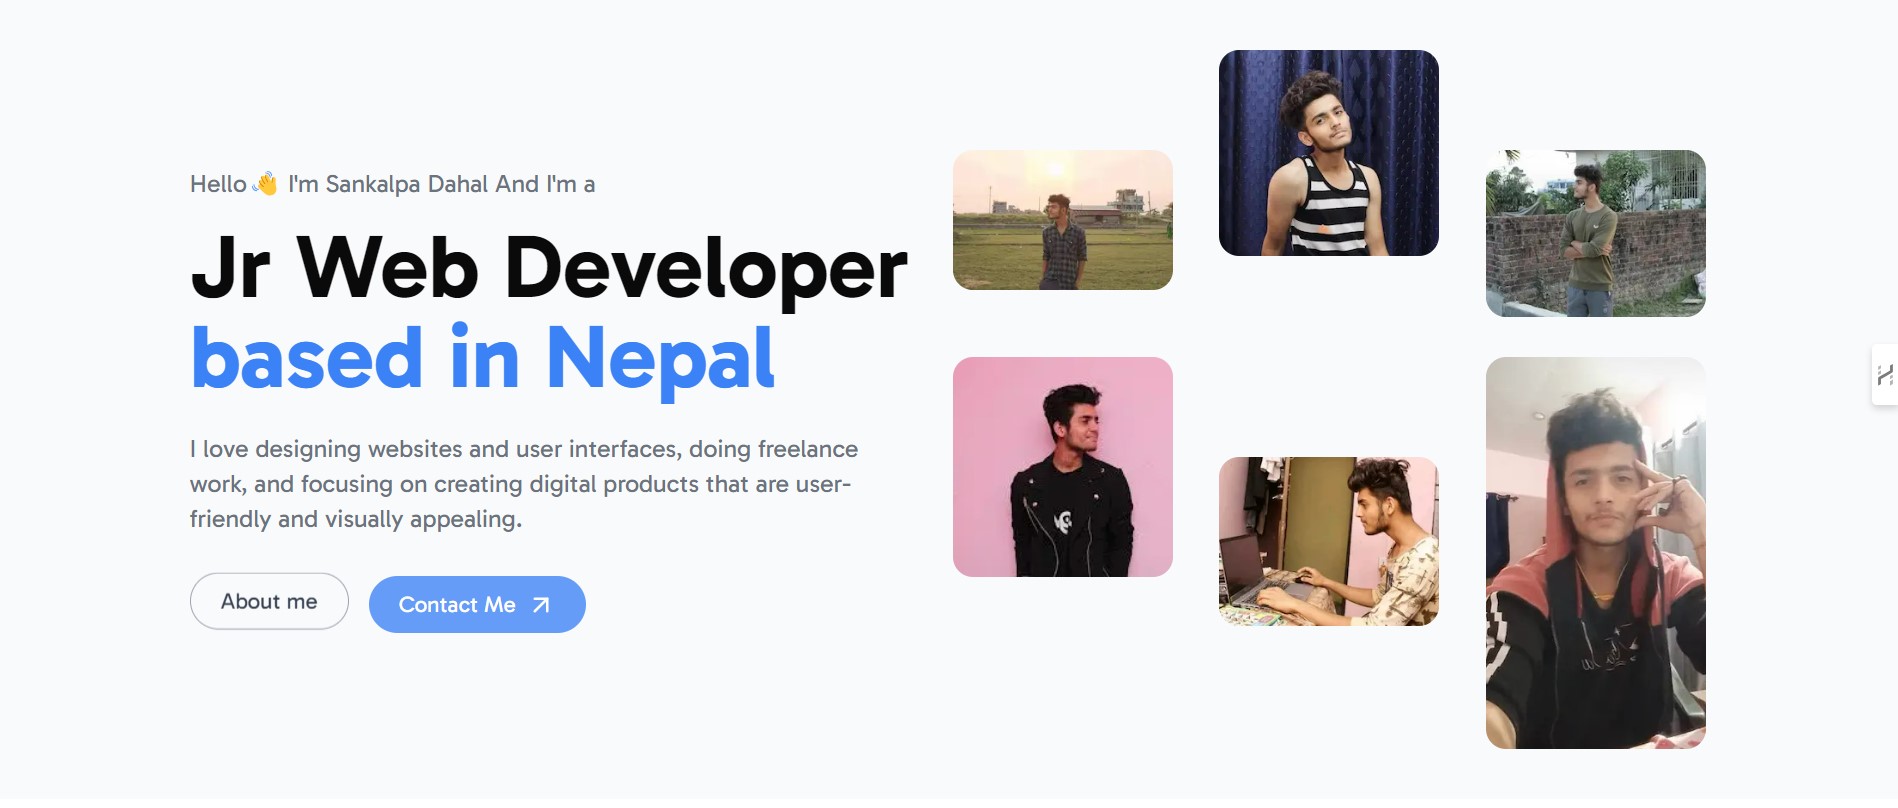 Hello 👋 I'm Sankalpa Dahal And I'm a
Jr Web Developer
based in Nepal
I love designing websites and user interfaces, doing freelance
work, and focusing on creating digital products that are user-
friendly and visually appealing.
About me
Contact Me